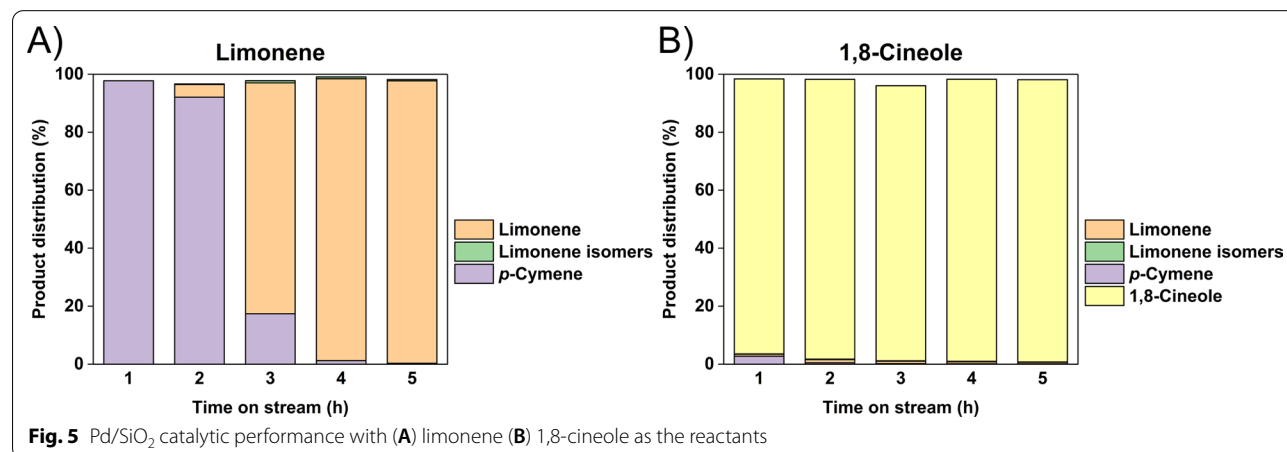 A)
Limonene
Product distribution (%)
100
80
60
40
20
0
1 2 3 4 5
Time on stream (h)
Limonene
Limonene isomers
p-Cymene
B)
1,8-Cineole
Product distribution (%)
100
80
60
40
20
0
1 2 3 4 5
Time on stream (h)
Limonene
Limonene isomers
p-Cymene
1,8-Cineole
Fig. 5 Pd/SiO₂ catalytic performance with (A) limonene (B) 1,8-cineole as the reactants